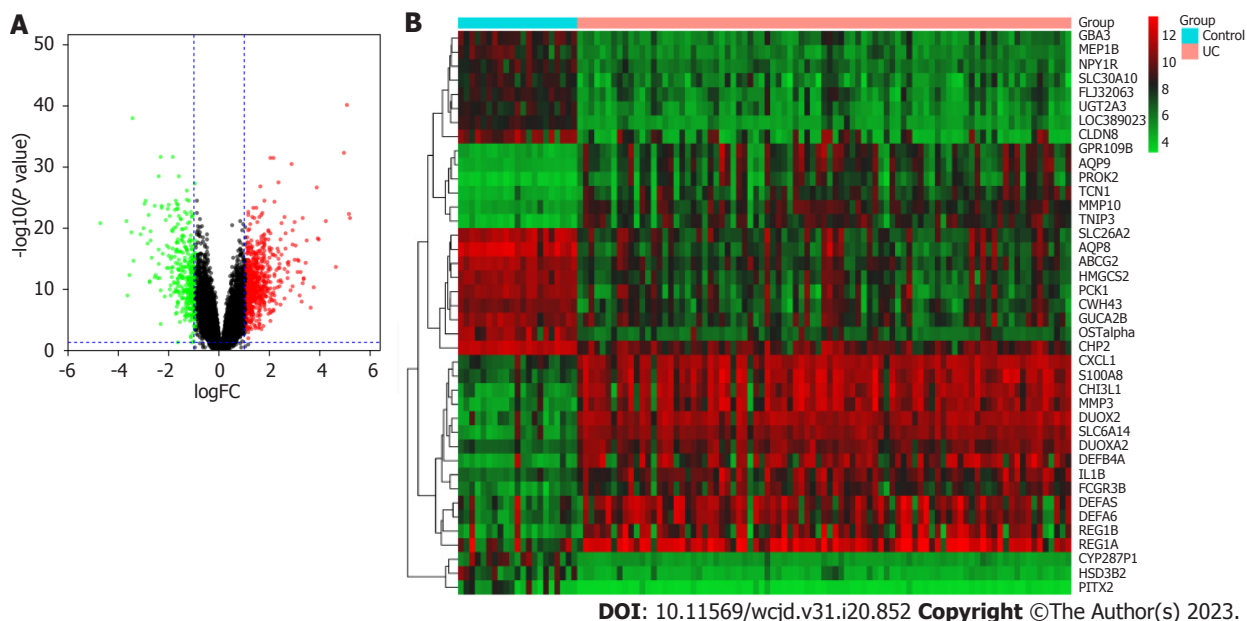 A
50
40
30
20
10
0
-log10(P value)
-6 -4 -2 0 2 4 6
logFC
B
Group
GBA3
MEP1B
NPY1R
SLC30A10
FLJ32063
UGT2A3
LOC389023
CLDN8
GPR109B
AQP9
PROK2
TCN1
MMP10
TNIP3
SLC26A2
AQP8
ABCG2
HMGCS2
PCK1
CWH43
GUCA2B
OSTalpha
CHP2
CXCL1
S100A8
CHI3L1
MMP3
DUOX2
SLC6A14
DUOXA2
DEFB4A
IL1B
FCGR3B
DEFAS
DEFA6
REG1B
REG1A
CYP287P1
HSD3B2
PITX2
12
10
8
6
4
Group
Control
UC
DOI: 10.11569/wcjd.v31.i20.852 Copyright ©The Author(s) 2023.